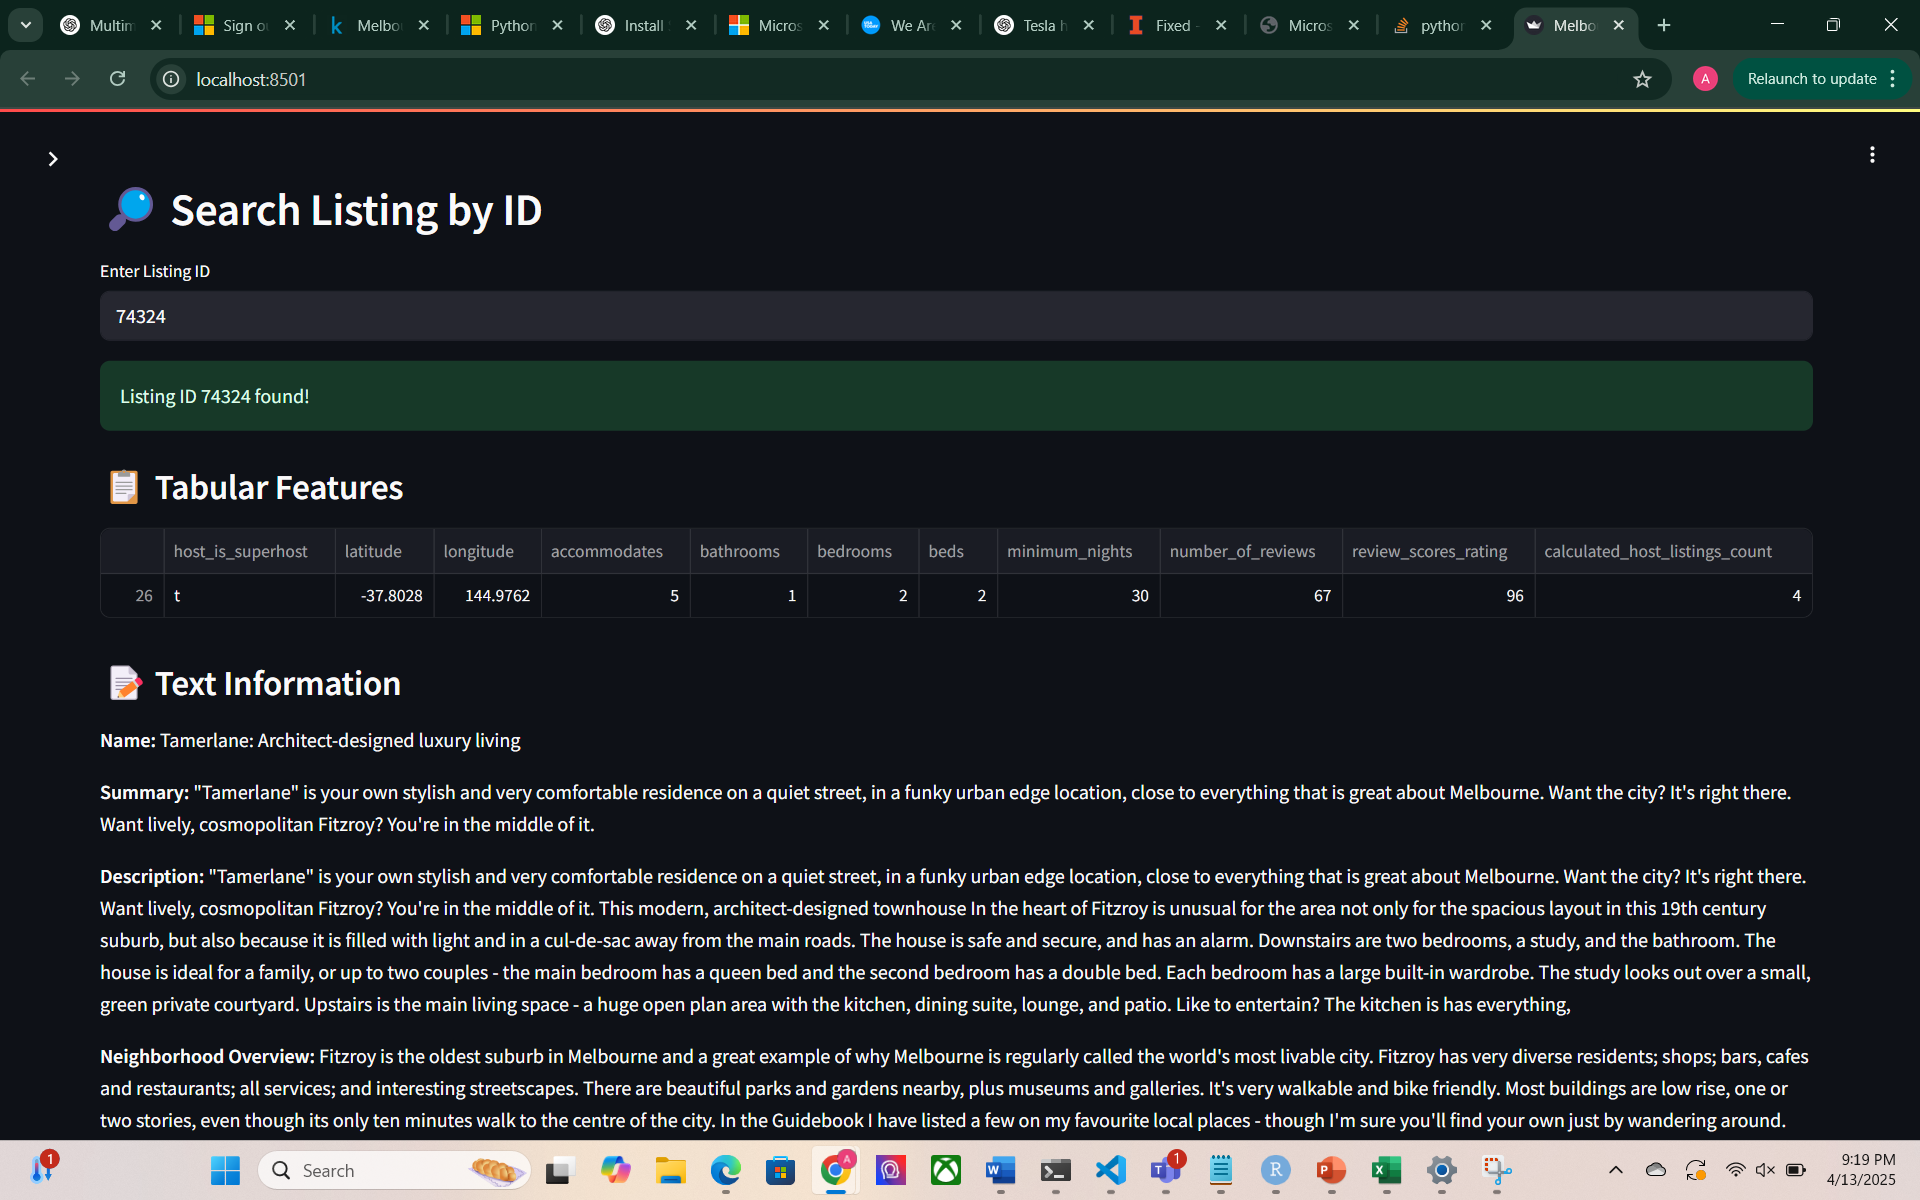 Multim
Sign o
Melbo
Python
Install
Micros
We Ar
Tesla h
Fixed -
Micros
python
Melbo
localhost:8501
A
Relaunch to update
Search Listing by ID
Enter Listing ID
74324
Listing ID 74324 found!
Tabular Features
host_is_superhost latitude longitude accommodates bathrooms bedrooms beds minimum_nights number_of_reviews review_scores_rating calculated_host_listings_count
26 t -37.8028 144.9762 5 1 2 2 30 67 96 4
Text Information
Name: Tamerlane: Architect-designed luxury living
Summary: "Tamerlane" is your own stylish and very comfortable residence on a quiet street, in a funky urban edge location, close to everything that is great about Melbourne. Want the city? It's right there.
Want lively, cosmopolitan Fitzroy? You're in the middle of it.
Description: "Tamerlane" is your own stylish and very comfortable residence on a quiet street, in a funky urban edge location, close to everything that is great about Melbourne. Want the city? It's right there.
Want lively, cosmopolitan Fitzroy? You're in the middle of it. This modern, architect-designed townhouse In the heart of Fitzroy is unusual for the area not only for the spacious layout in this 19th century
suburb, but also because it is filled with light and in a cul-de-sac away from the main roads. The house is safe and secure, and has an alarm. Downstairs are two bedrooms, a study, and the bathroom. The
house is ideal for a family, or up to two couples - the main bedroom has a queen bed and the second bedroom has a double bed. Each bedroom has a large built-in wardrobe. The study looks out over a small,
green private courtyard. Upstairs is the main living space - a huge open plan area with the kitchen, dining suite, lounge, and patio. Like to entertain? The kitchen is has everything,
Neighborhood Overview: Fitzroy is the oldest suburb in Melbourne and a great example of why Melbourne is regularly called the world's most livable city. Fitzroy has very diverse residents; shops; bars, cafes
and restaurants; all services; and interesting streetscapes. There are beautiful parks and gardens nearby, plus museums and galleries. It's very walkable and bike friendly. Most buildings are low rise, one or
two stories, even though its only ten minutes walk to the centre of the city. In the Guidebook I have listed a few on my favourite local places - though I'm sure you'll find your own just by wandering around.
1
Search
A
1
9:19 PM
4/13/2025